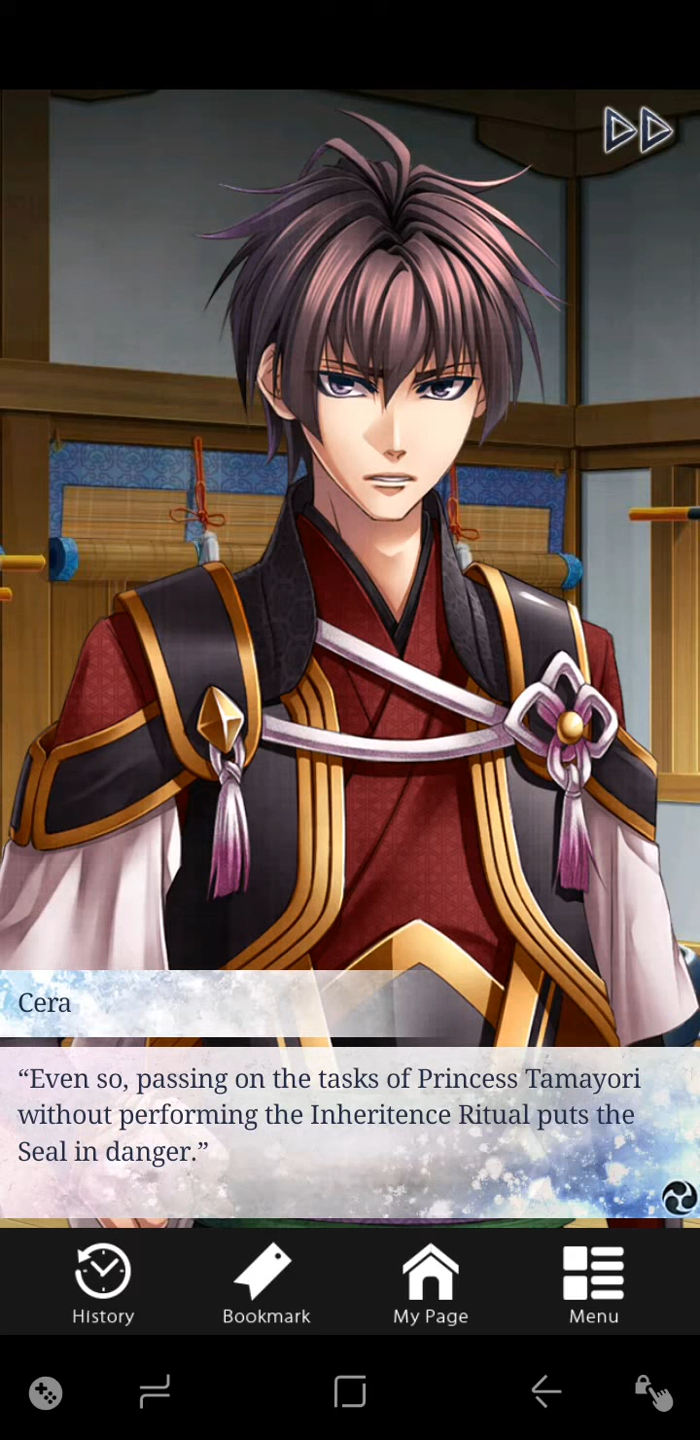 Cera
“Even so, passing on the tasks of Princess Tamayori
without performing the Inheritence Ritual puts the
Seal in danger.”
History
Bookmark
My Page
Menu